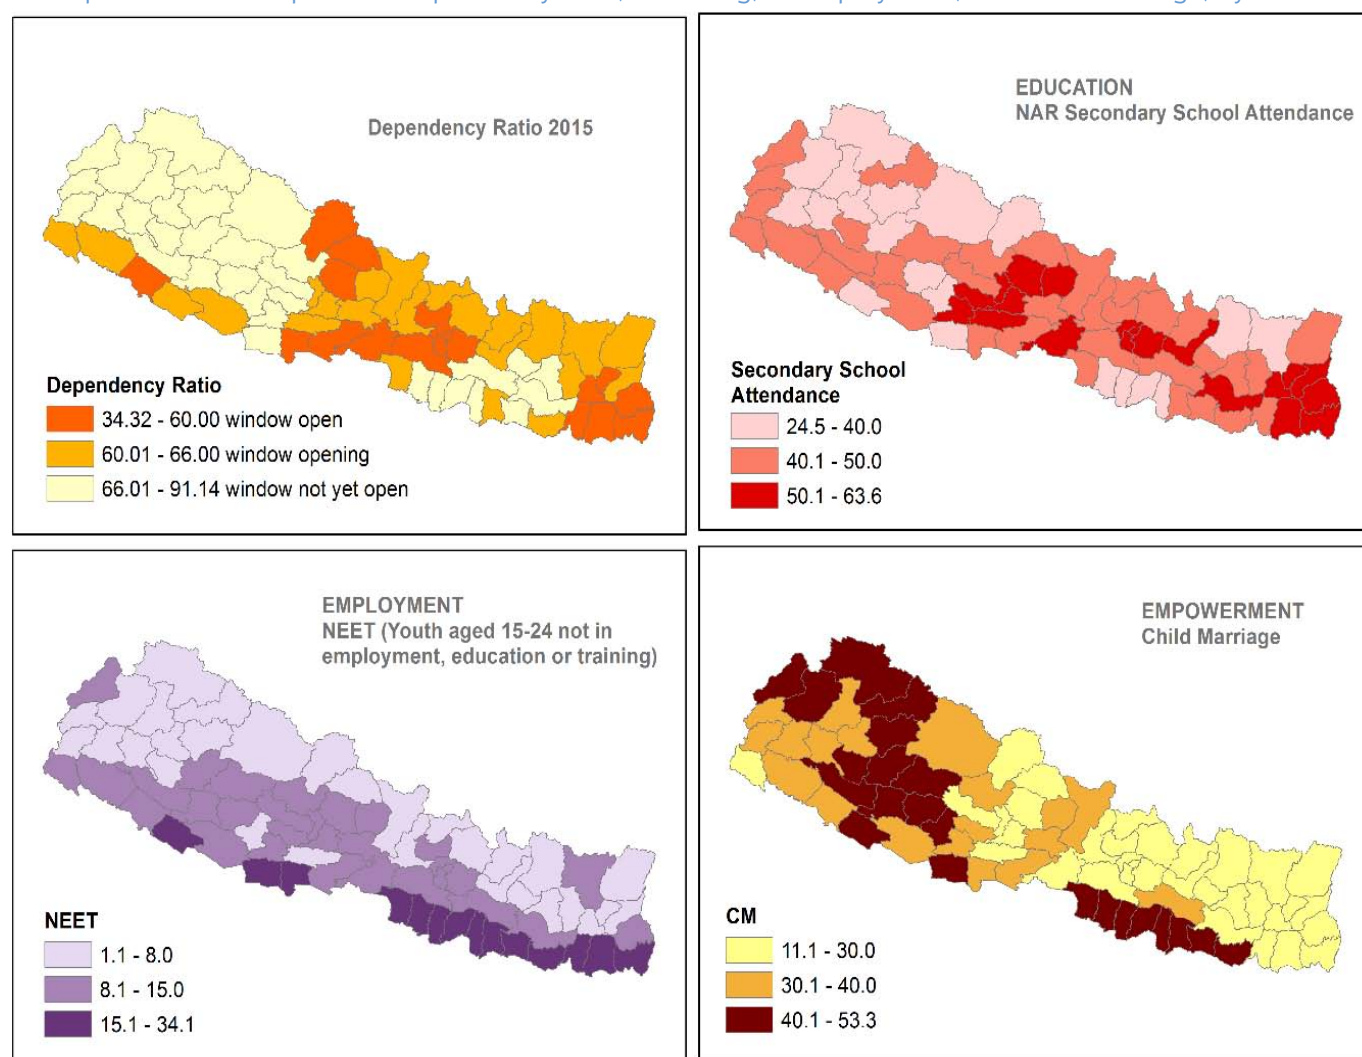 Dependency Ratio 2015
Dependency Ratio
34.32 - 60.00 window open
60.01 - 66.00 window opening
66.01 - 91.14 window not yet open
EDUCATION
NAR Secondary School Attendance
Secondary School
Attendance
24.5 - 40.0
40.1 - 50.0
50.1 - 63.6
EMPLOYMENT
NEET (Youth aged 15-24 not in
employment, education or training)
NEET
1.1 - 8.0
8.1 - 15.0
15.1 - 34.1
EMPOWERMENT
Child Marriage
CM
11.1 - 30.0
30.1 - 40.0
40.1 - 53.3